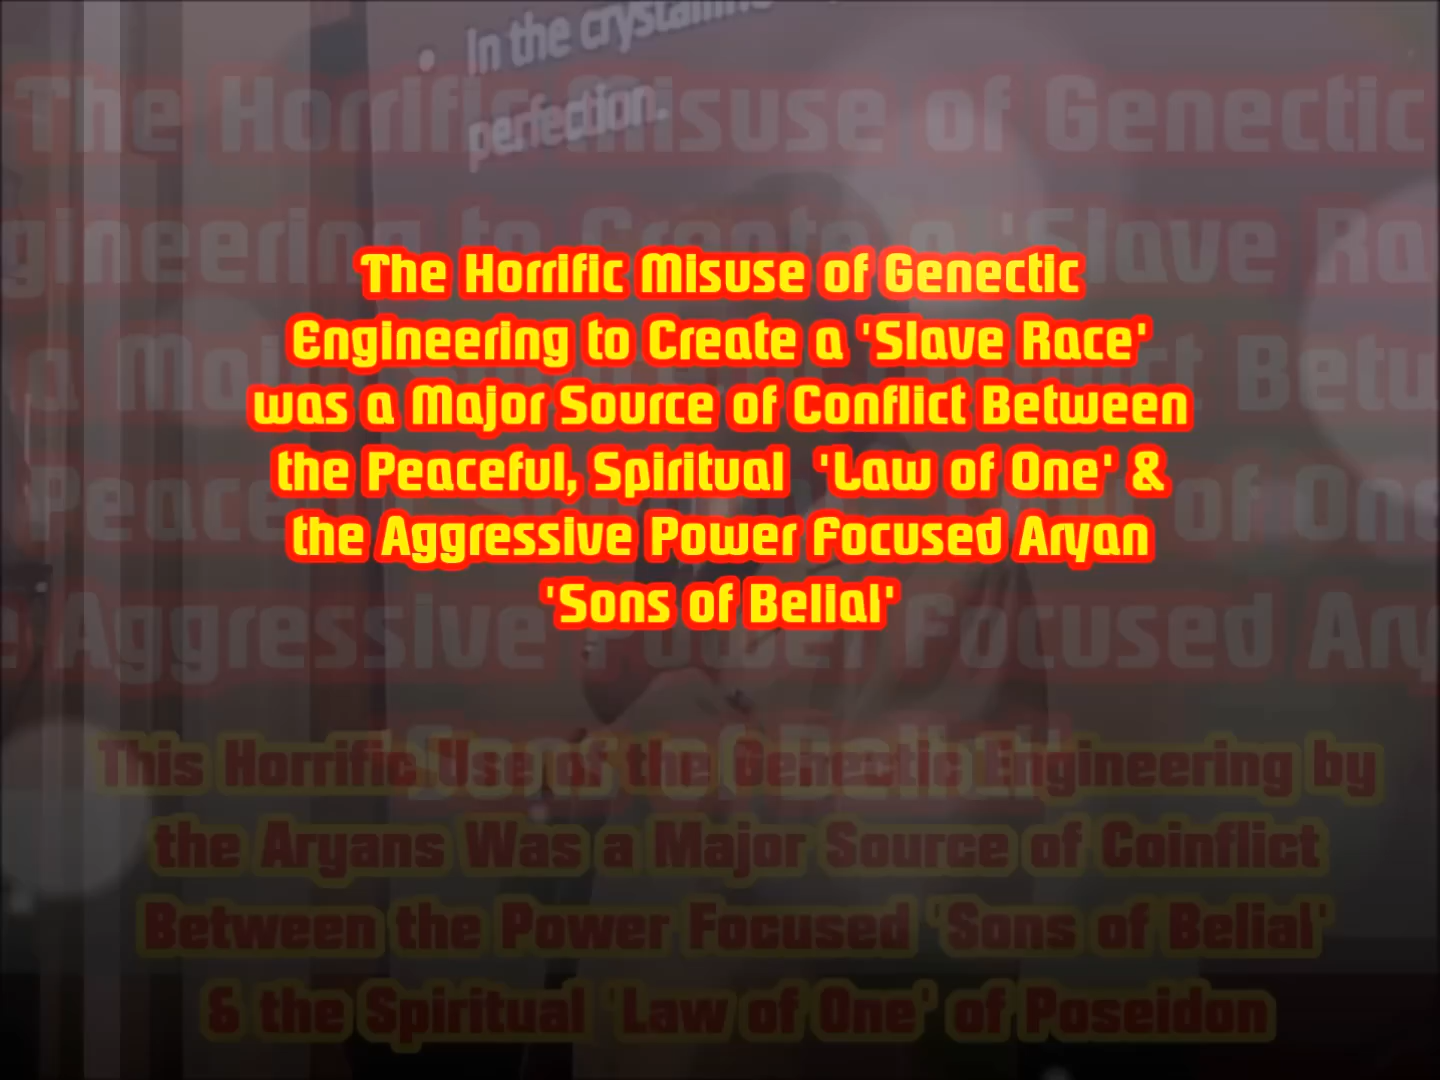 In the
perfection.
The Horrific Misuse of Genectic
Engineering to Create a 'Slave Race'
was a Major Source of Conflict Between
the Peaceful, Spiritual 'Law of One' &
the Aggressive Power Focused Aryan
'Sons of Belial'
This Horrific Use of the Genectic Engineering by
the Aryans Was a Major Source of Coinflict
Between the Power Focused 'Sons of Belial'
& the Spiritual 'Law of One' of Poseidon